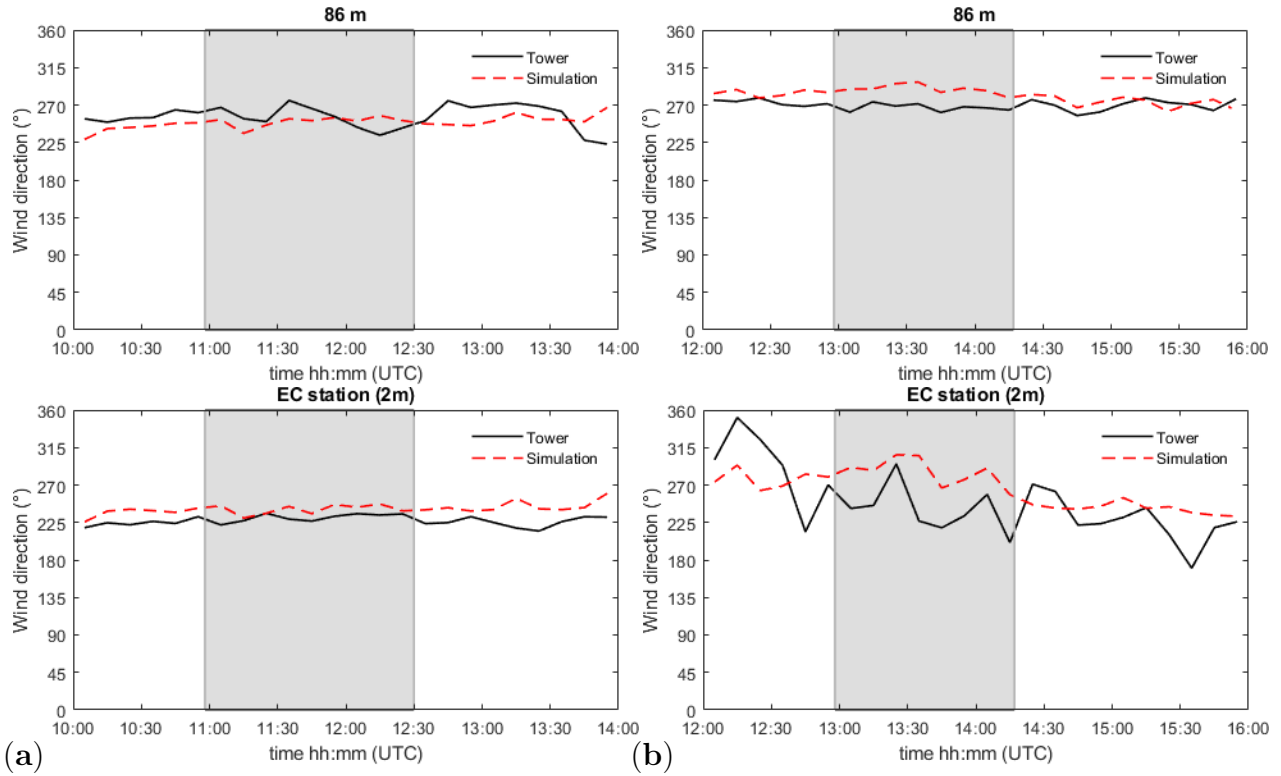 86 m
360
315
270
225
180
135
90
45
0
Wind direction (°)
Tower
Simulation
10:00 10:30 11:00 11:30 12:00 12:30 13:00 13:30 14:00
time hh:mm (UTC)
86 m
360
315
270
225
180
135
90
45
0
Wind direction (°)
Tower
Simulation
12:00 12:30 13:00 13:30 14:00 14:30 15:00 15:30 16:00
time hh:mm (UTC)
EC station (2m)
360
315
270
225
180
135
90
45
0
Wind direction (°)
Tower
Simulation
10:00 10:30 11:00 11:30 12:00 12:30 13:00 13:30 14:00
time hh:mm (UTC)
(a)
EC station (2m)
360
315
270
225
180
135
90
45
0
Wind direction (°)
Tower
Simulation
12:00 12:30 13:00 13:30 14:00 14:30 15:00 15:30 16:00
time hh:mm (UTC)
(b)